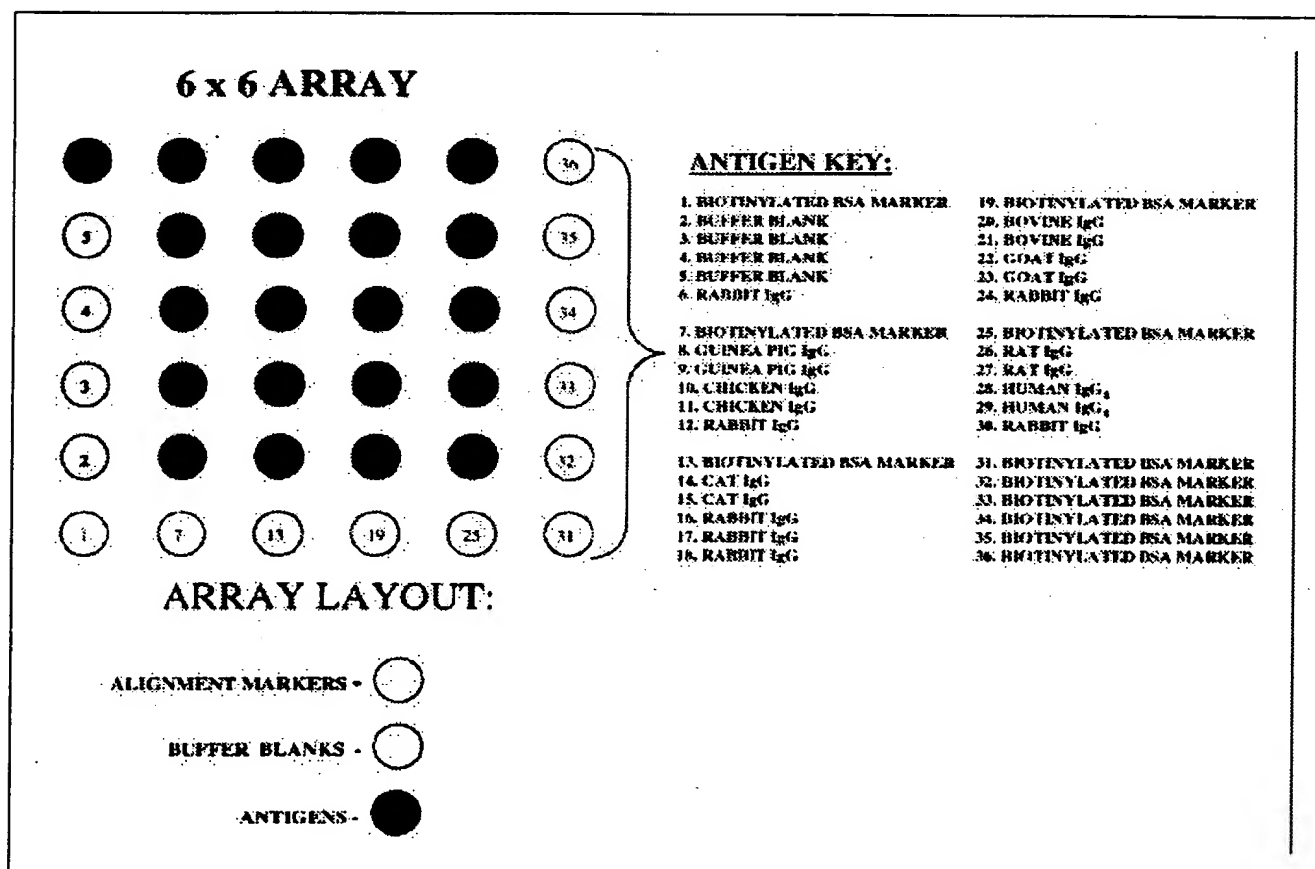 6 x 6 ARRAY
36
5 35
4 34
3 33
2 32
1 7 13 19 25 31
ANTIGEN KEY:
1. BIOTINYLATED BSA MARKER
2. BUFFER BLANK
3. BUFFER BLANK
4. BUFFER BLANK
5. BUFFER BLANK
6. RABBIT IgG
7. BIOTINYLATED BSA MARKER
8. GUINEA PIG IgG
9. GUINEA PIG IgG
10. CHICKEN IgG
11. CHICKEN IgG
12. RABBIT IgG
13. BIOTINYLATED BSA MARKER
14. CAT IgG
15. CAT IgG
16. RABBIT IgG
17. RABBIT IgG
18. RABBIT IgG
19. BIOTINYLATED BSA MARKER
20. BOVINE IgG
21. BOVINE IgG
22. GOAT IgG
23. GOAT IgG
24. RABBIT IgG
25. BIOTINYLATED BSA MARKER
26. RAT IgG
27. RAT IgG
28. HUMAN IgG₄
29. HUMAN IgG₄
30. RABBIT IgG
31. BIOTINYLATED BSA MARKER
32. BIOTINYLATED BSA MARKER
33. BIOTINYLATED BSA MARKER
34. BIOTINYLATED BSA MARKER
35. BIOTINYLATED BSA MARKER
36. BIOTINYLATED BSA MARKER
ARRAY LAYOUT:
ALIGNMENT MARKERS -
BUFFER BLANKS -
ANTIGENS -